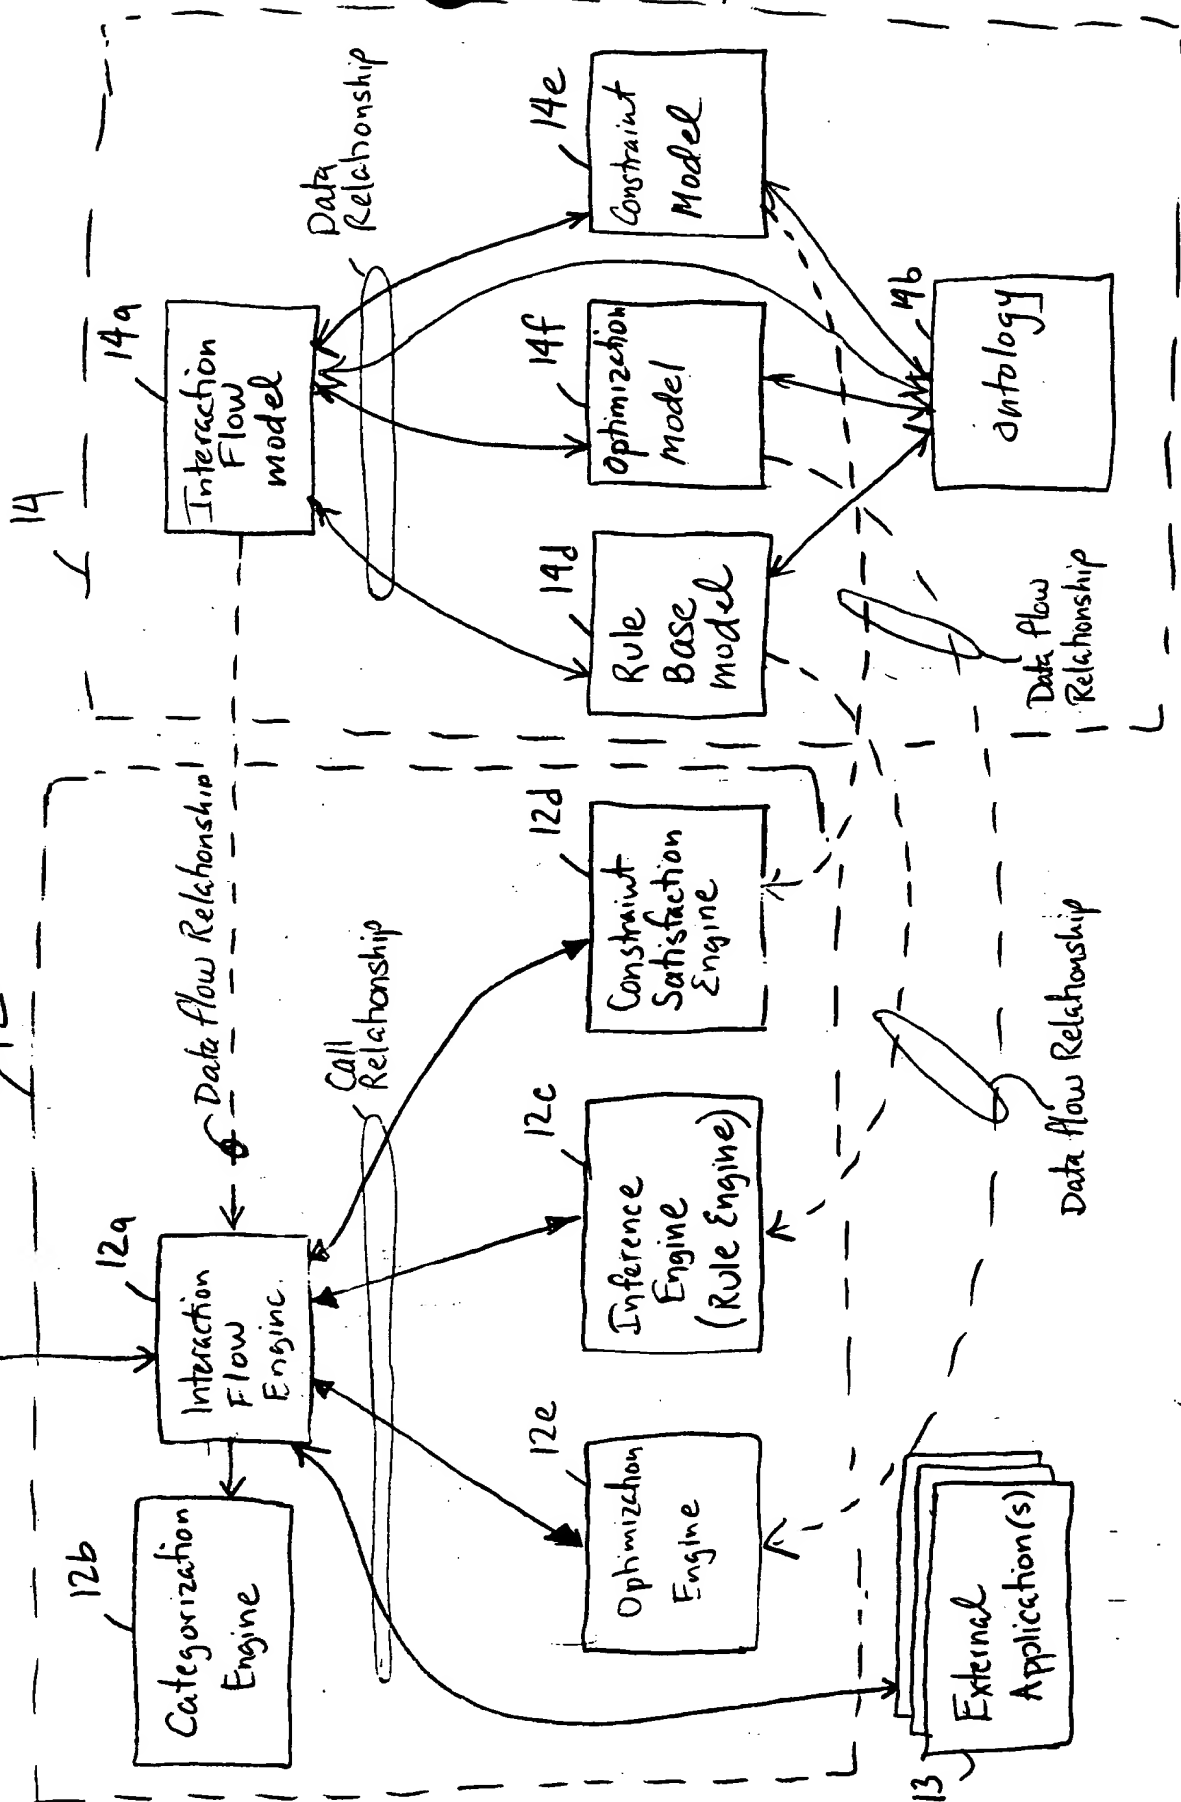 14
12b
12a
14a
Categorization
Engine
Interaction
Flow
Engine
Data Flow Relationship
Interaction
Flow
Model
Call
Relationship
Data
Relationship
12e
12c
12d
14d
14f
14e
Optimization
Engine
Inference
Engine
(Rule Engine)
Constraint
Satisfaction
Engine
Rule
Base
Model
Optimization
Model
Constraint
Model
13
External
Application(s)
14b
Ontology
Data Flow Relationship
Data Flow
Relationship